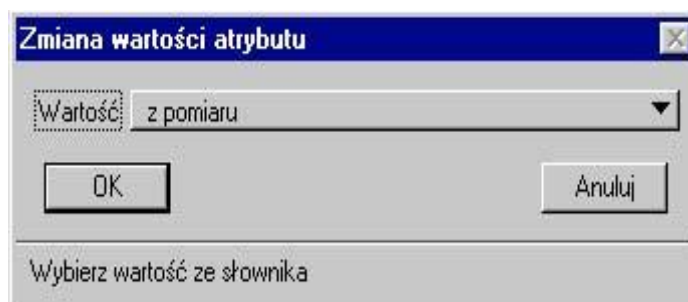 Zmiana wartości atrybutu
Wartość z pomiaru
OK Anuluj
Wybierz wartość ze słownika